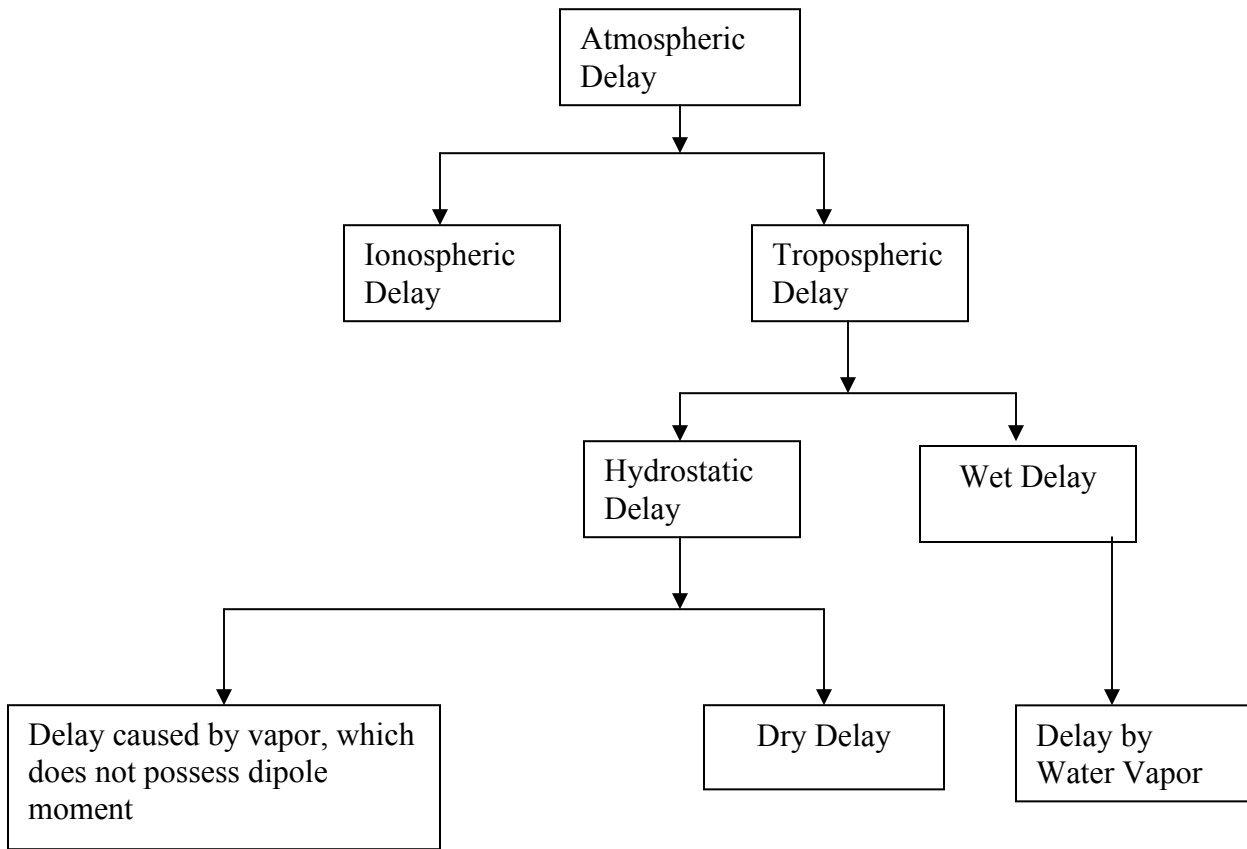 Atmospheric
Delay
Ionospheric
Delay
Tropospheric
Delay
Hydrostatic
Delay
Wet Delay
Delay caused by vapor, which
does not possess dipole
moment
Dry Delay
Delay by
Water Vapor